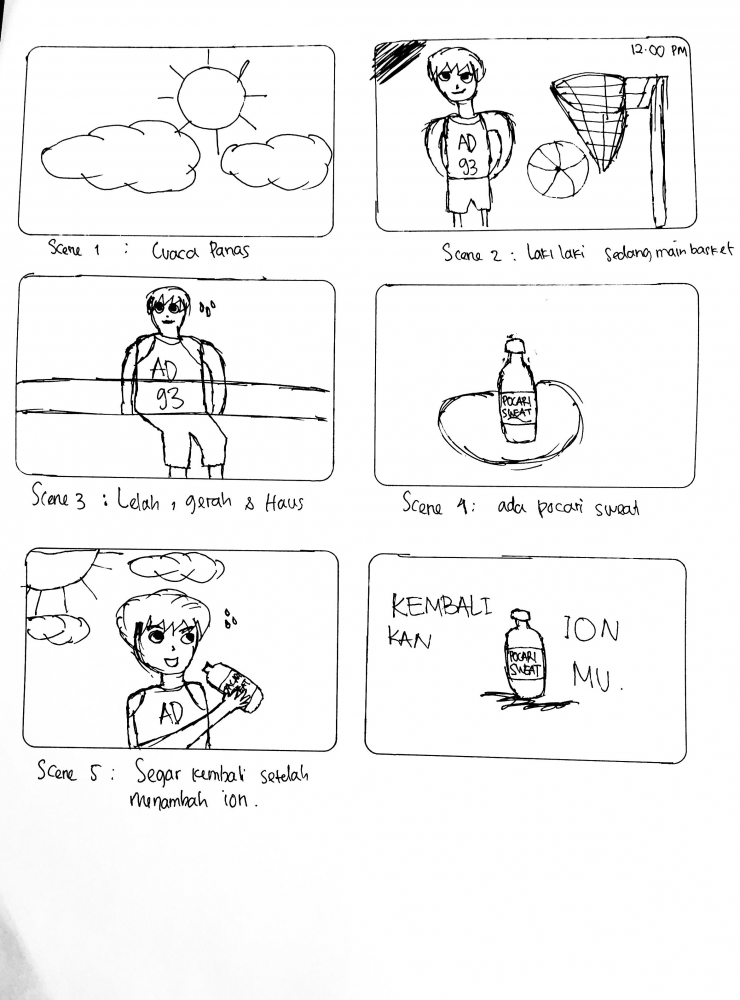 12.00 PM
AD
93
Scene 1 : Cuaca Panas
Scene 2 : Laki laki sedang main basket
AD
93
POCARI
SWEAT
Scene 3 : Lelah , gerah & Haus
Scene 4: ada pocari sweat
POCARI
SWEAT
AD
Scene 5 : Segar kembali setelah
menambah ion .
KEMBALI
KAN
POCARI
SWEAT
ION
MU .